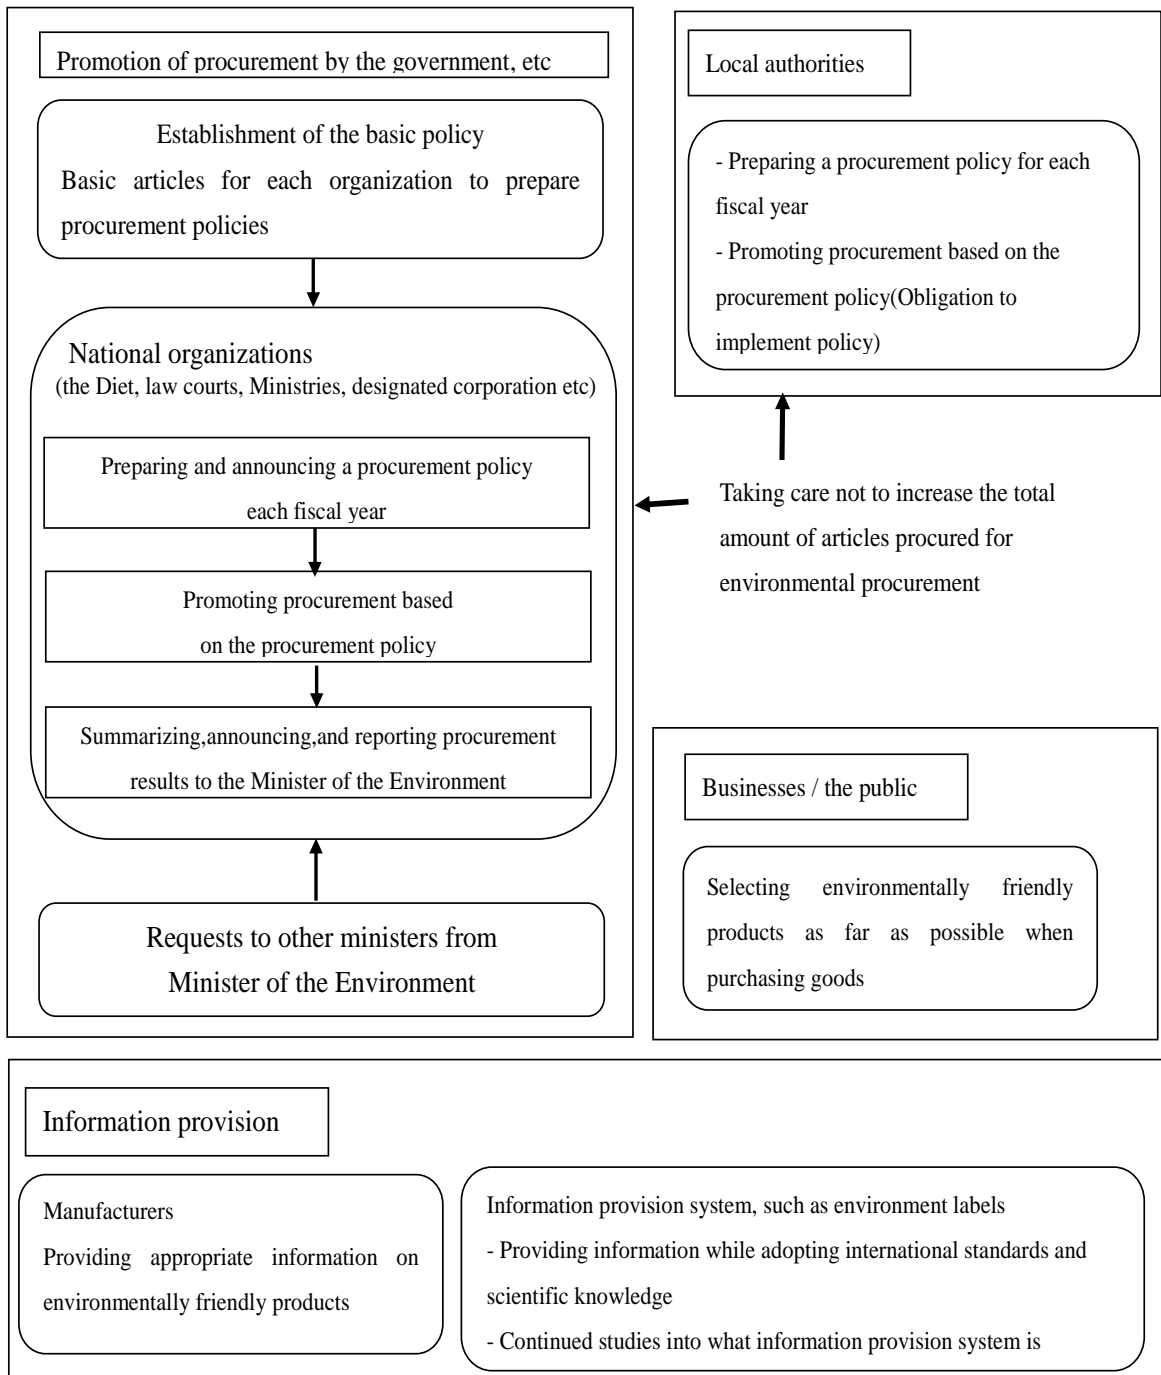 Promotion of procurement by the government, etc
Establishment of the basic policy
Basic articles for each organization to prepare
procurement policies
National organizations
(the Diet, law courts, Ministries, designated corporation etc)
Preparing and announcing a procurement policy
each fiscal year
Promoting procurement based
on the procurement policy
Summarizing,announcing,and reporting procurement
results to the Minister of the Environment
Requests to other ministers from
Minister of the Environment
Local authorities
- Preparing a procurement policy for each
fiscal year
- Promoting procurement based on the
procurement policy(Obligation to
implement policy)
Taking care not to increase the total
amount of articles procured for
environmental procurement
Businesses / the public
Selecting environmentally friendly
products as far as possible when
purchasing goods
Information provision
Manufacturers
Providing appropriate information on
environmentally friendly products
Information provision system, such as environment labels
- Providing information while adopting international standards and
scientific knowledge
- Continued studies into what information provision system is